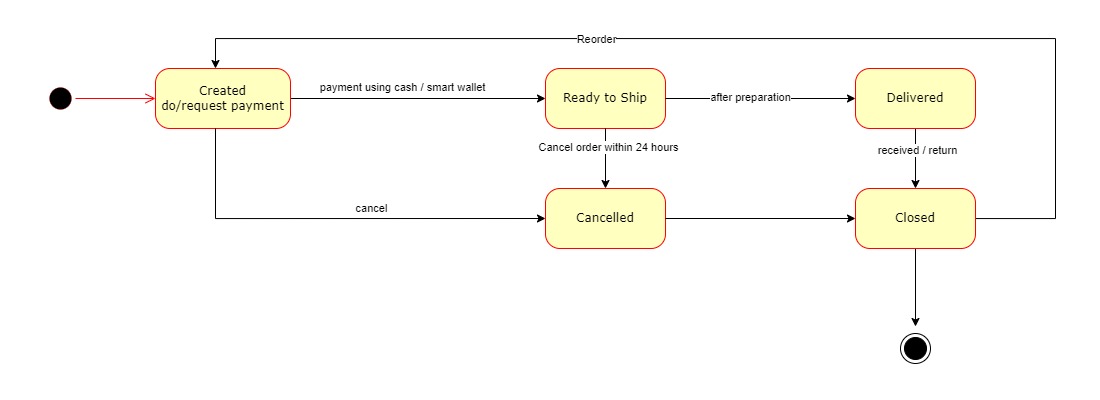 Reorder
Created
do/request payment
payment using cash / smart wallet
Ready to Ship
after preparation
Delivered
Cancel order within 24 hours
received / return
cancel
Cancelled
Closed